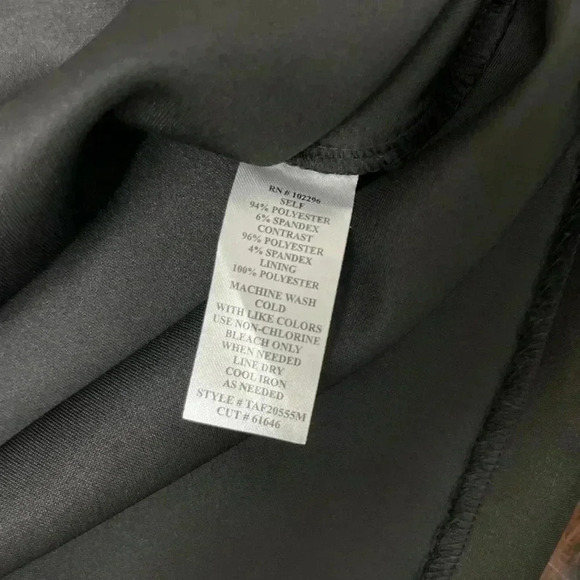 RN # 102296
SELF
94% POLYESTER
6% SPANDEX
CONTRAST
96% POLYESTER
4% SPANDEX
LINING
100% POLYESTER
MACHINE WASH
COLD
WITH LIKE COLORS
USE NON-CHLORINE
BLEACH ONLY
WHEN NEEDED
LINE DRY
COOL IRON
AS NEEDED
STYLE # TAF20555M
CUT # 61646